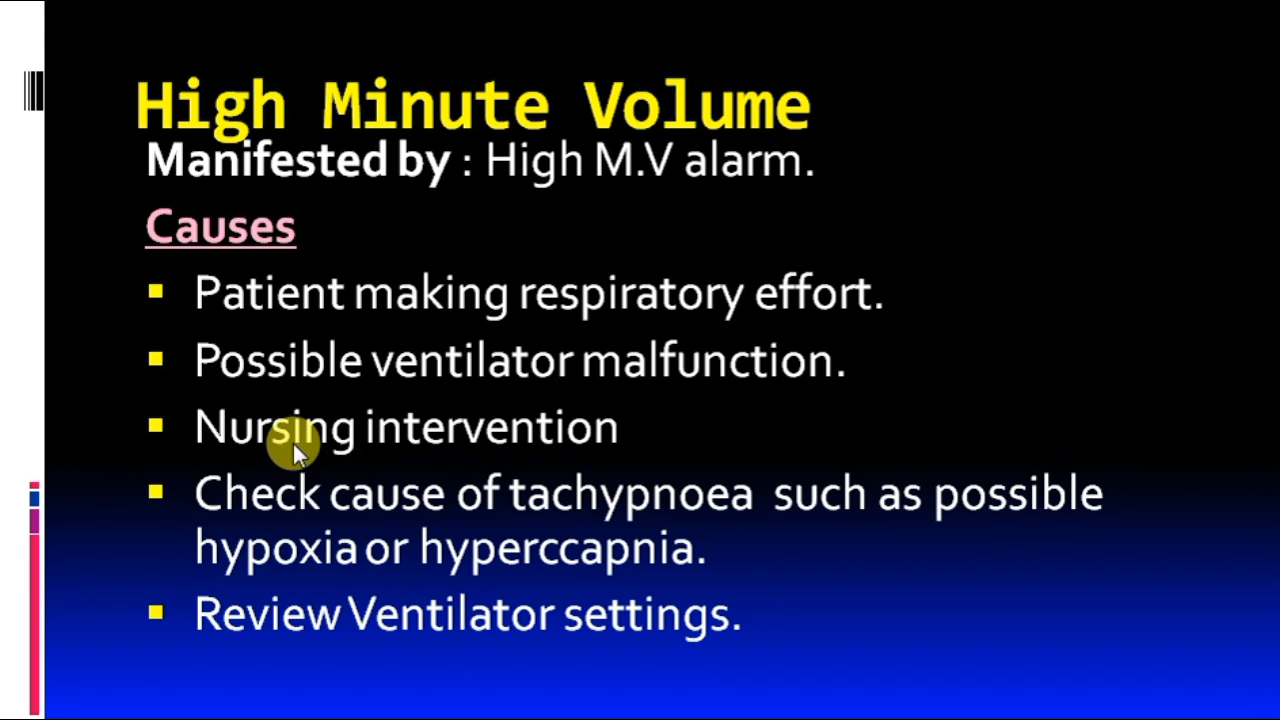 High Minute Volume
Manifested by : High M.V alarm.
Causes
Patient making respiratory effort.
Possible ventilator malfunction.
Nursing intervention
Check cause of tachypnoea such as possible
hypoxia or hyperccapnia.
Review Ventilator settings.